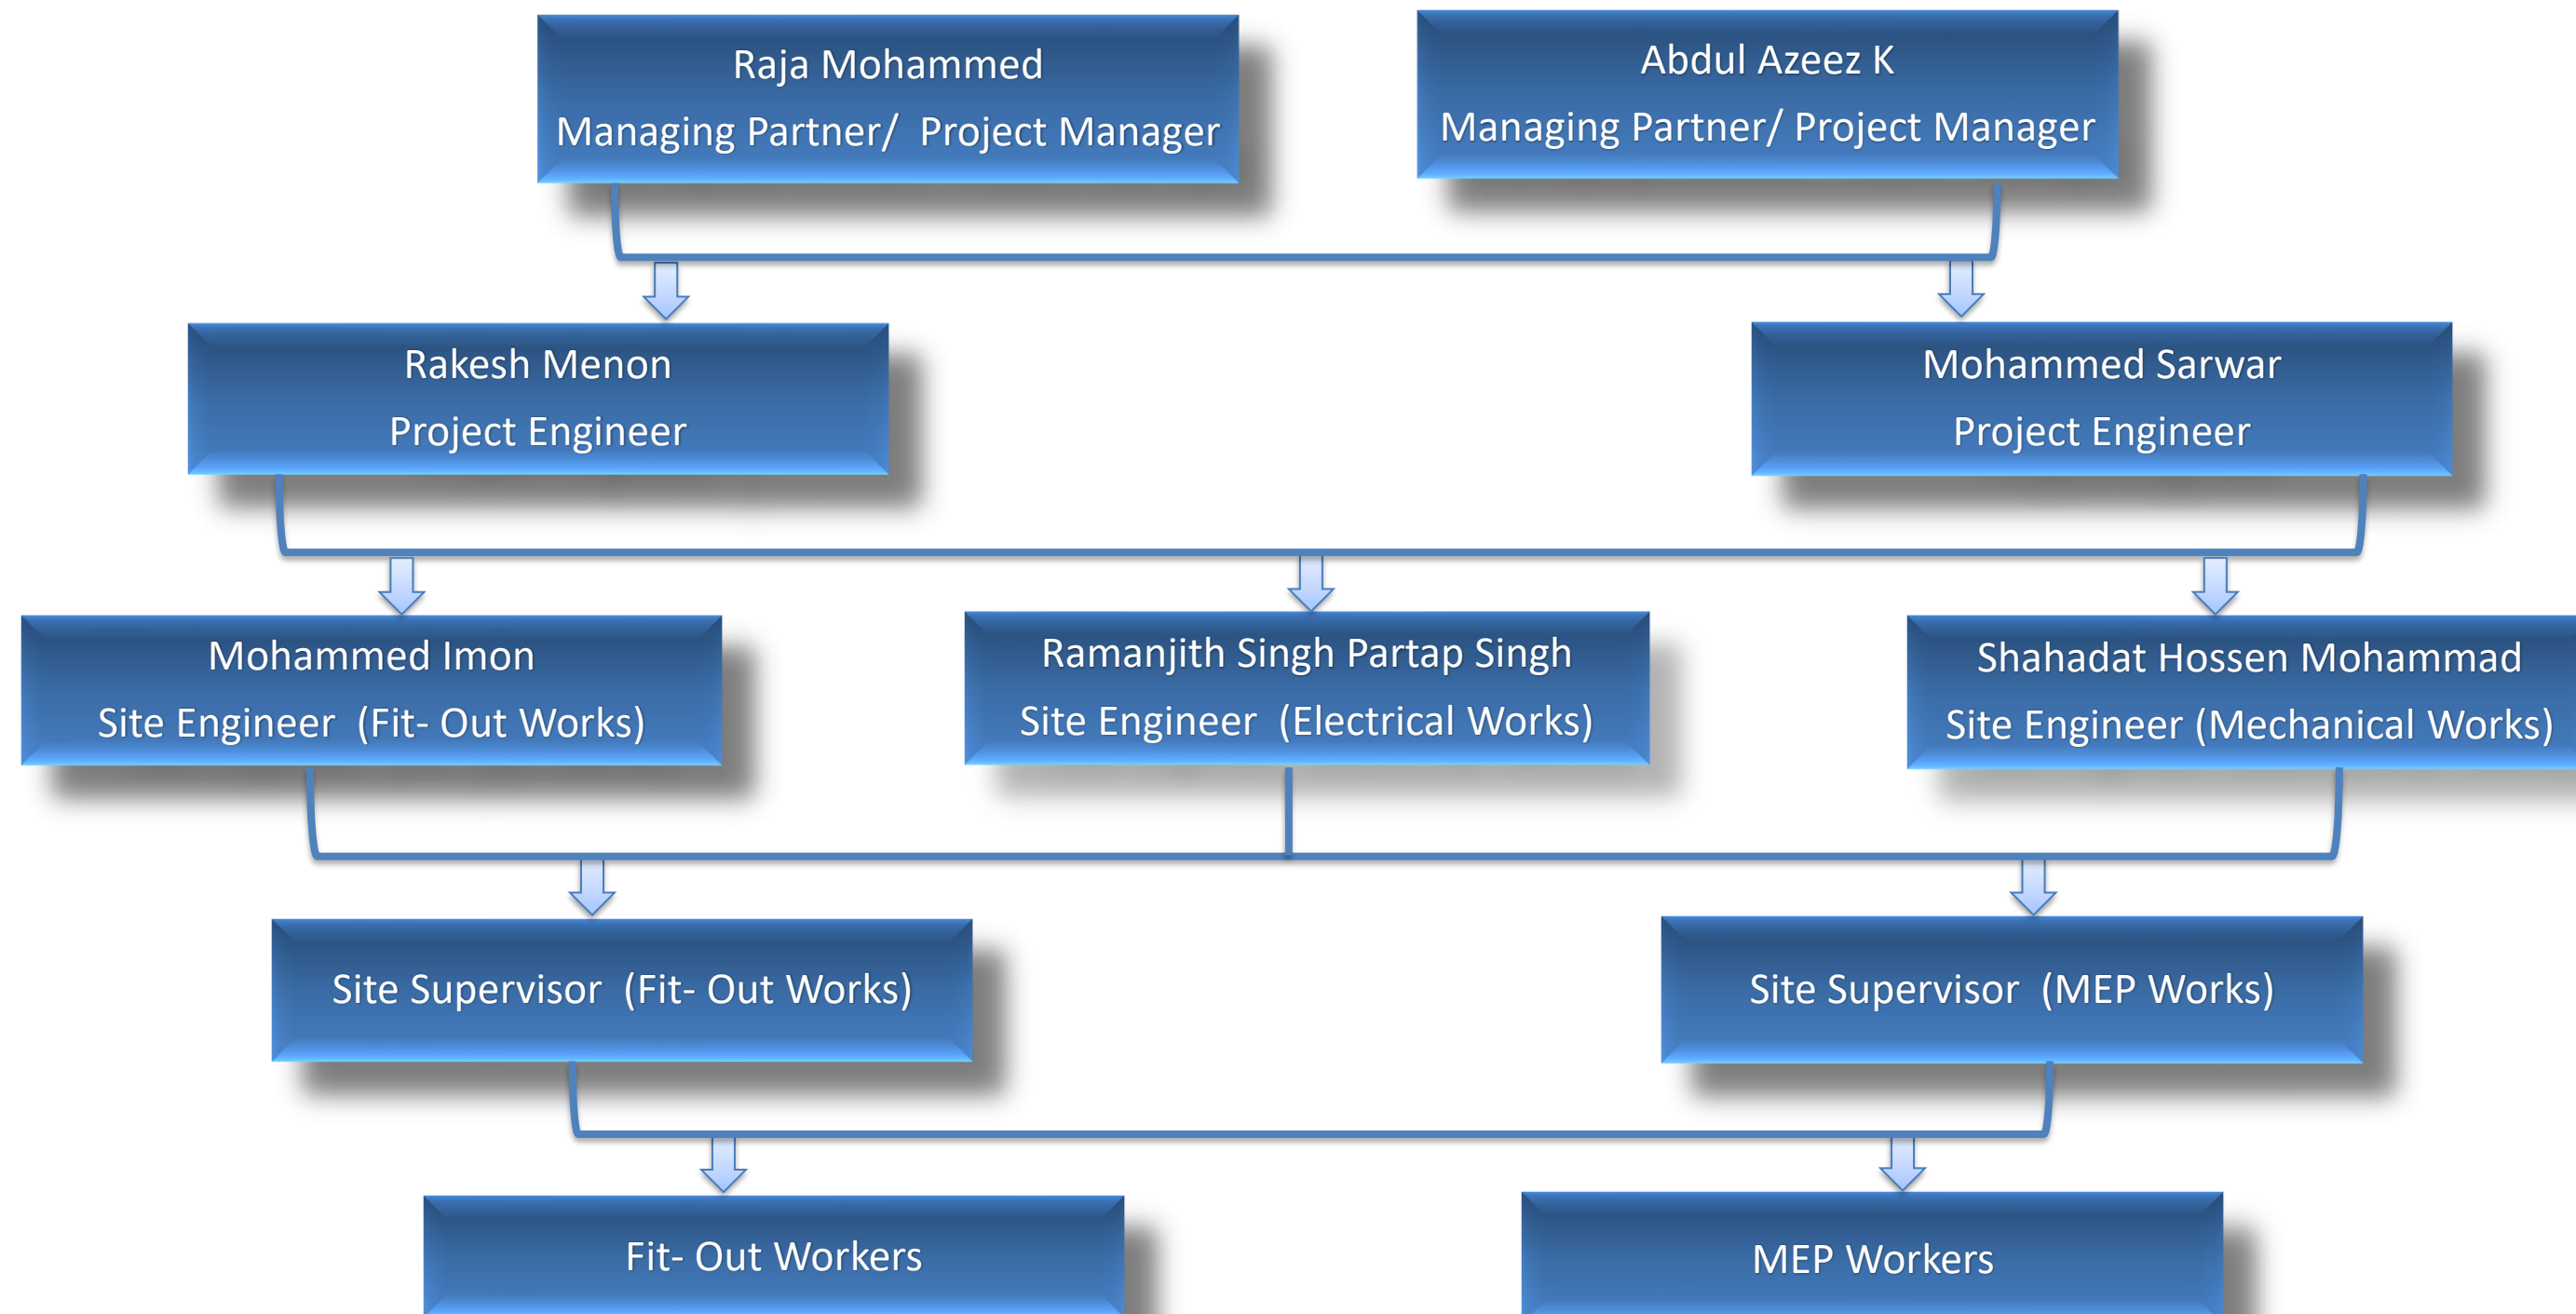 Raja Mohammed
Managing Partner/  Project Manager
Abdul Azeez K
Managing Partner/ Project Manager
Rakesh Menon
Project Engineer
Mohammed Sarwar
Project Engineer
Mohammed Imon
Site Engineer  (Fit- Out Works)
Ramanjith Singh Partap Singh
Site Engineer  (Electrical Works)
Shahadat Hossen Mohammad
Site Engineer (Mechanical Works)
Site Supervisor  (Fit- Out Works)
Site Supervisor  (MEP Works)
Fit- Out Workers
MEP Workers